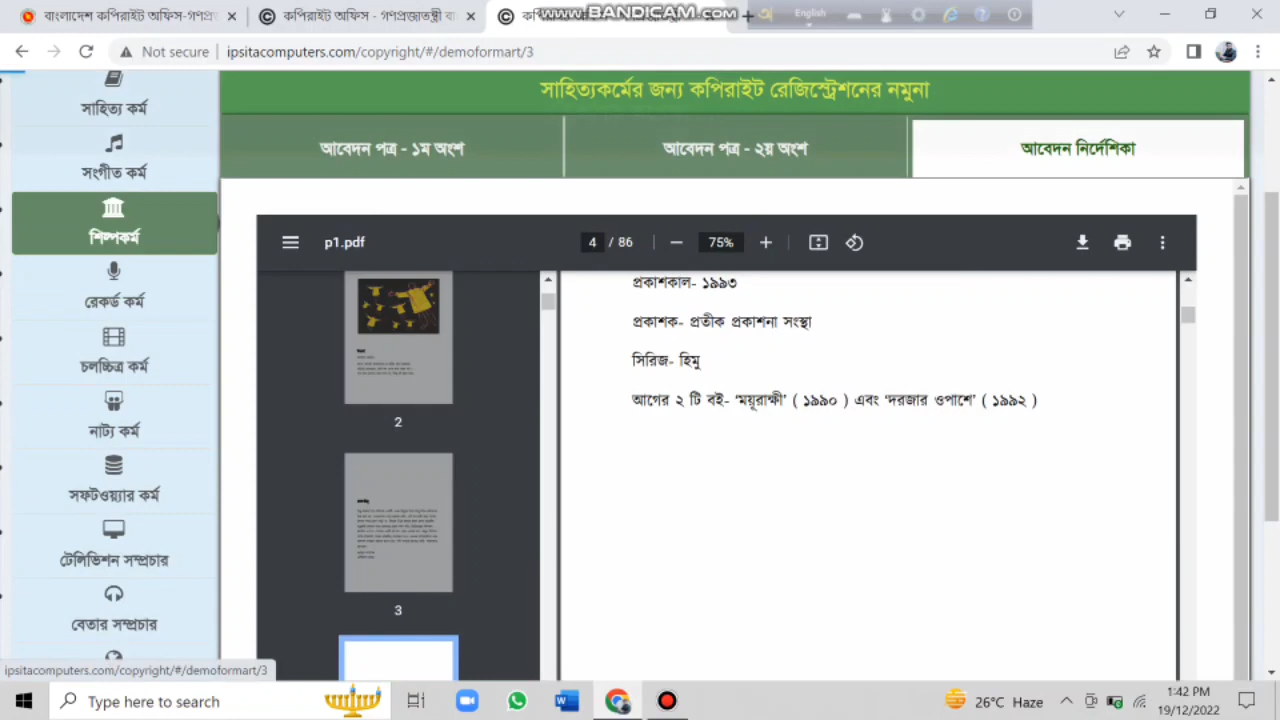 বাংলাদেশ কপিরাইট অফিস-গণপ্রজ
কপিরাইট অফিস - গণপ্রজাতন্ত্রী ব
www.BANDICAM.com
English
Not secure
ipsitacomputers.com/copyright/#/demoformart/3
সাহিত্যকর্মের জন্য কপিরাইট রেজিস্ট্রেশনের নমুনা
আবেদন পত্র - ১ম অংশ
আবেদন পত্র - ২য় অংশ
আবেদন নির্দেশিকা
সাহিত্য কর্ম
সংগীত কর্ম
শিল্পকর্ম
রেকর্ড কর্ম
চলচ্চিত্র কর্ম
নাট্য কর্ম
সফটওয়্যার কর্ম
টেলিভিশন সম্প্রচার
বেতার সম্প্রচার
p1.pdf
4 / 86
75%
2
3
প্রকাশকাল- ১৯৯৩
প্রকাশক- প্রতীক প্রকাশনা সংস্থা
সিরিজ- হিমু
আগের ২ টি বই- ‘ময়ূরাক্ষী’ ( ১৯৯০ ) এবং ‘দরজার ওপাশে’ ( ১৯৯২ )
ipsitacomputers.com/copyright/#/demoformart/3
Type here to search
26°C Haze
1:42 PM
19/12/2022